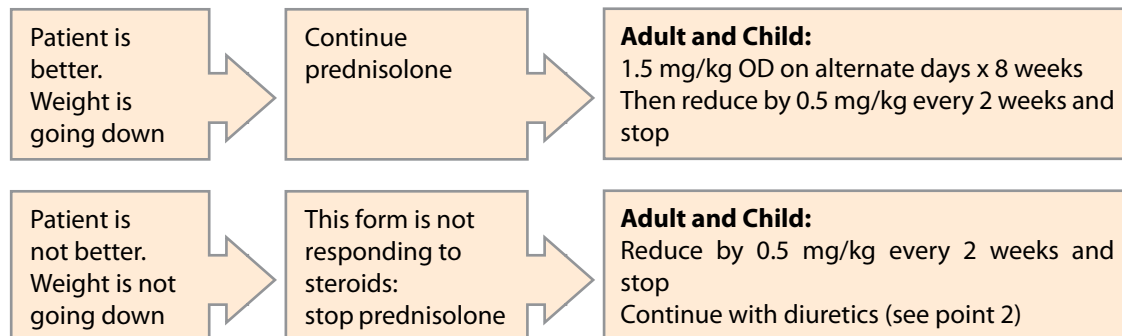 Patient is
better.
Weight is
going down
Continue
prednisolone
Adult and Child:
1.5 mg/kg OD on alternate days x 8 weeks
Then reduce by 0.5 mg/kg every 2 weeks and
stop
Patient is
not better.
Weight is not
going down
This form is not
responding to
steroids:
stop prednisolone
Adult and Child:
Reduce by 0.5 mg/kg every 2 weeks and
stop
Continue with diuretics (see point 2)